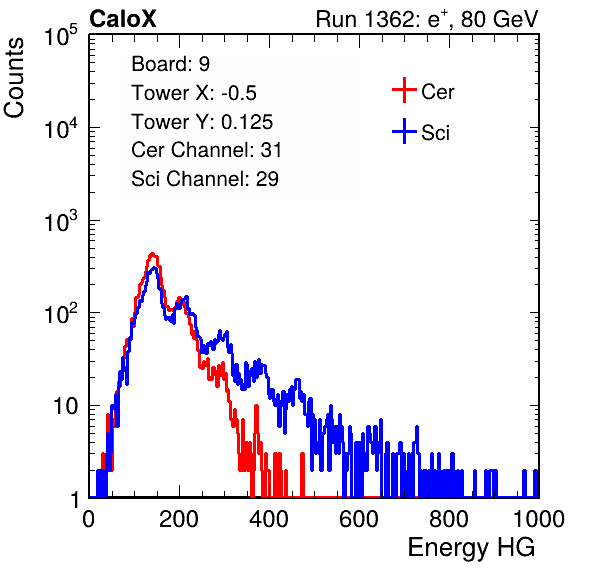 CaloX Run 1362: e⁺, 80 GeV
Counts
Board: 9
Tower X: -0.5
Tower Y: 0.125
Cer Channel: 31
Sci Channel: 29
Cer
Sci
10⁵
10⁴
10³
10²
10
1
0 200 400 600 800 1000
Energy HG